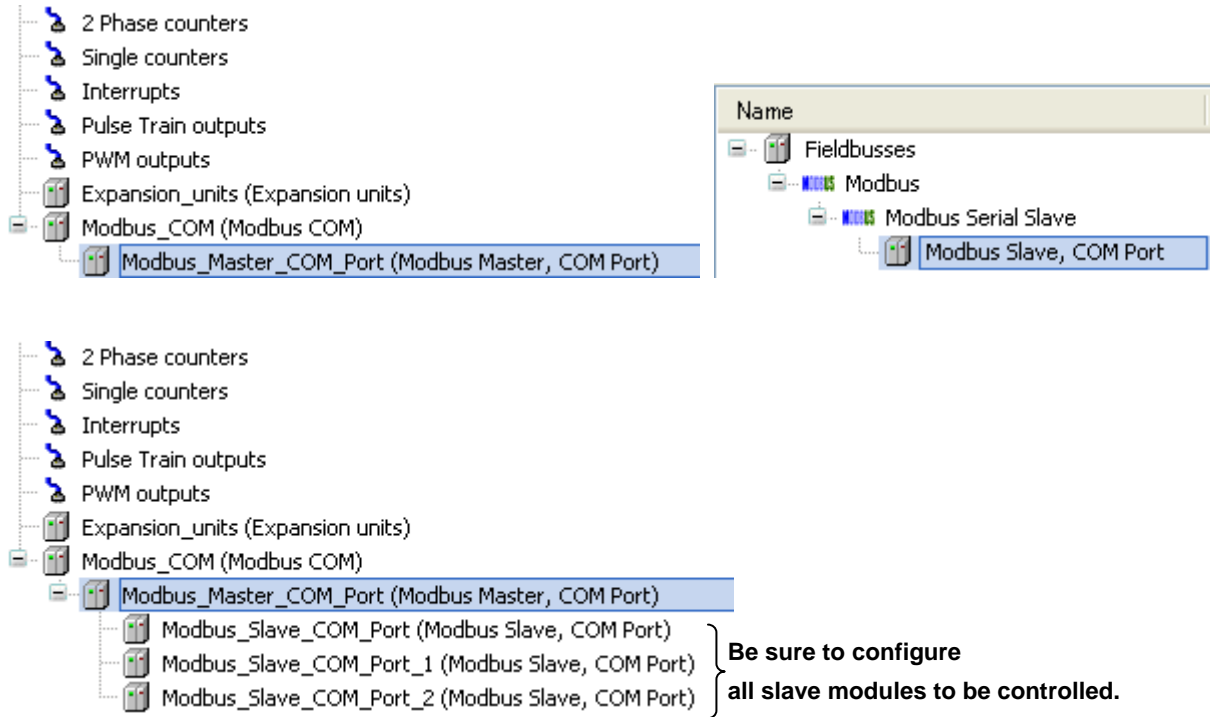 2 Phase counters
Single counters
Interrupts
Pulse Train outputs
PWM outputs
Expansion_units (Expansion units)
Modbus_COM (Modbus COM)
Modbus_Master_COM_Port (Modbus Master, COM Port)
Name
Fieldbusses
MODBUS Modbus
MODBUS Modbus Serial Slave
Modbus Slave, COM Port
2 Phase counters
Single counters
Interrupts
Pulse Train outputs
PWM outputs
Expansion_units (Expansion units)
Modbus_COM (Modbus COM)
Modbus_Master_COM_Port (Modbus Master, COM Port)
Modbus_Slave_COM_Port (Modbus Slave, COM Port)
Modbus_Slave_COM_Port_1 (Modbus Slave, COM Port)
Modbus_Slave_COM_Port_2 (Modbus Slave, COM Port)
Be sure to configure
all slave modules to be controlled.